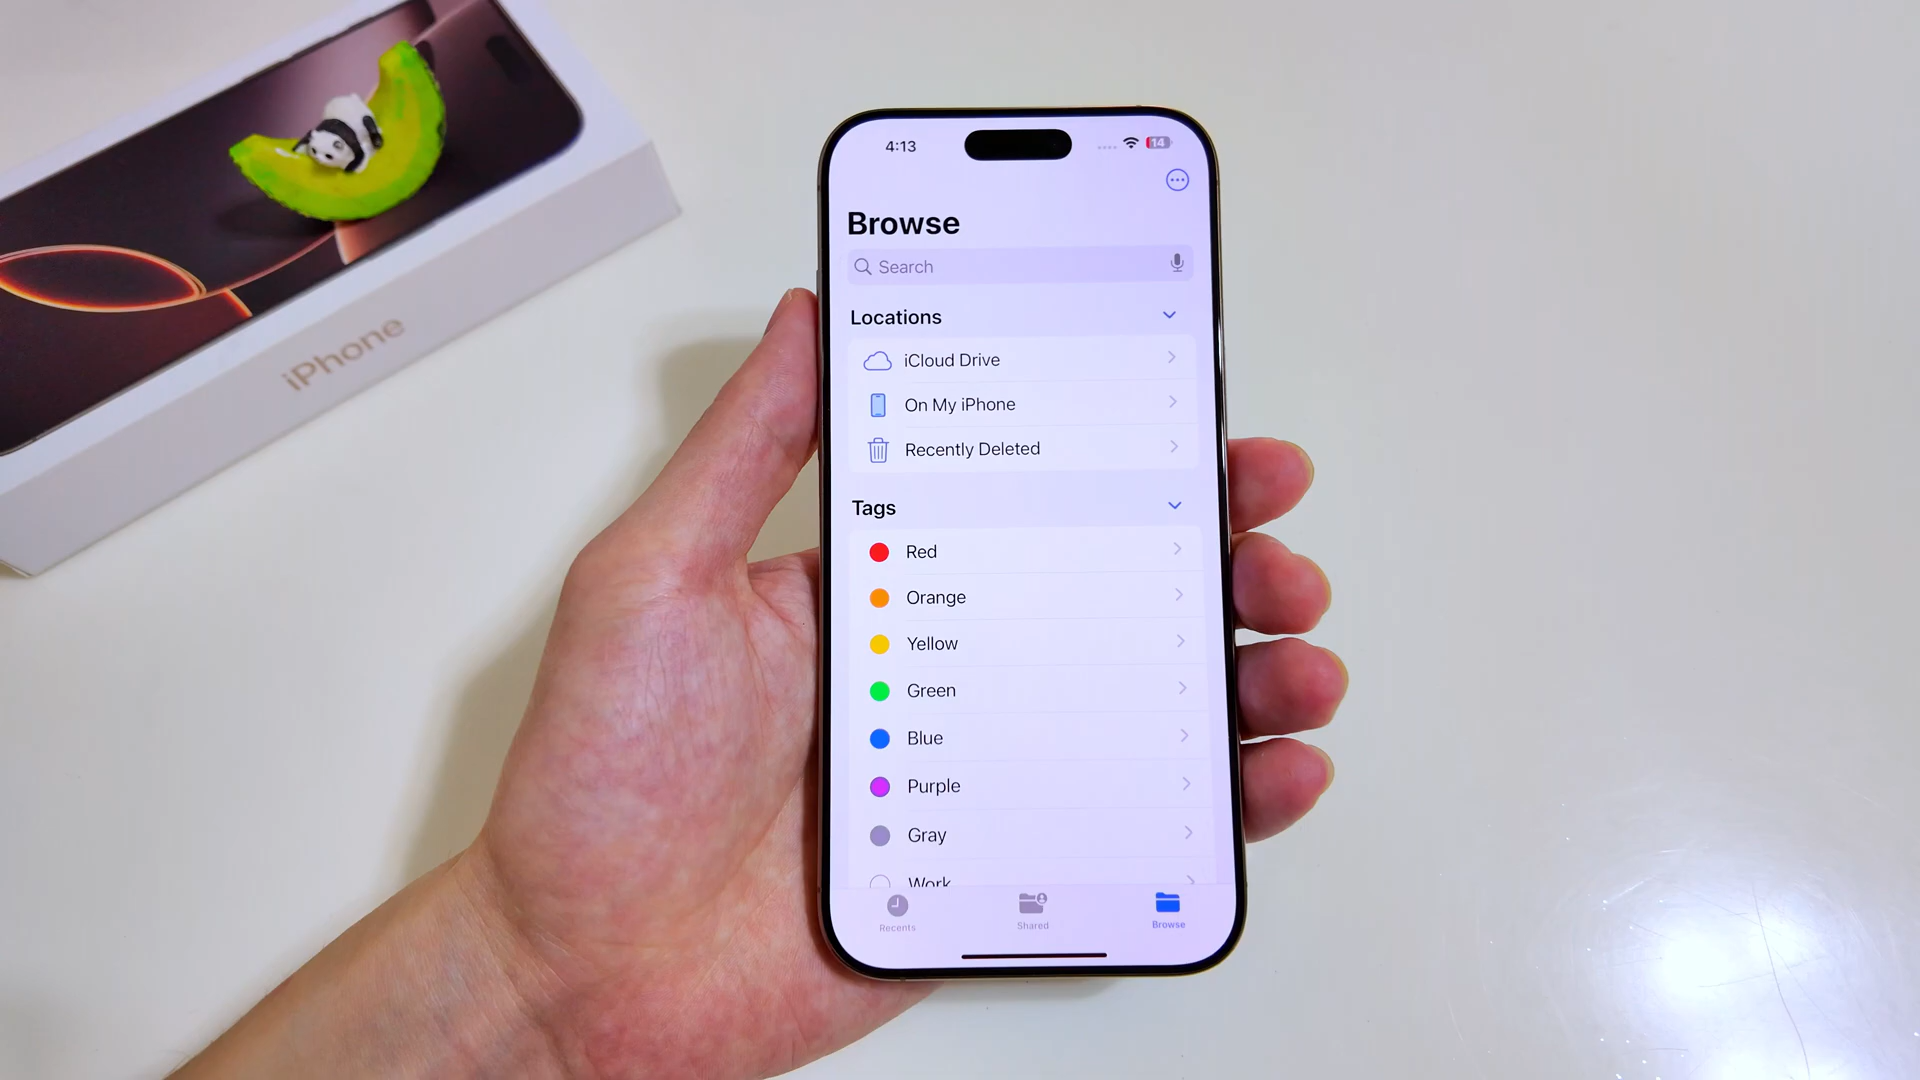 iPhone
4:13
14
Browse
Search
Locations
iCloud Drive
On My iPhone
Recently Deleted
Tags
Red
Orange
Yellow
Green
Blue
Purple
Gray
Work
Recents
Shared
Browse